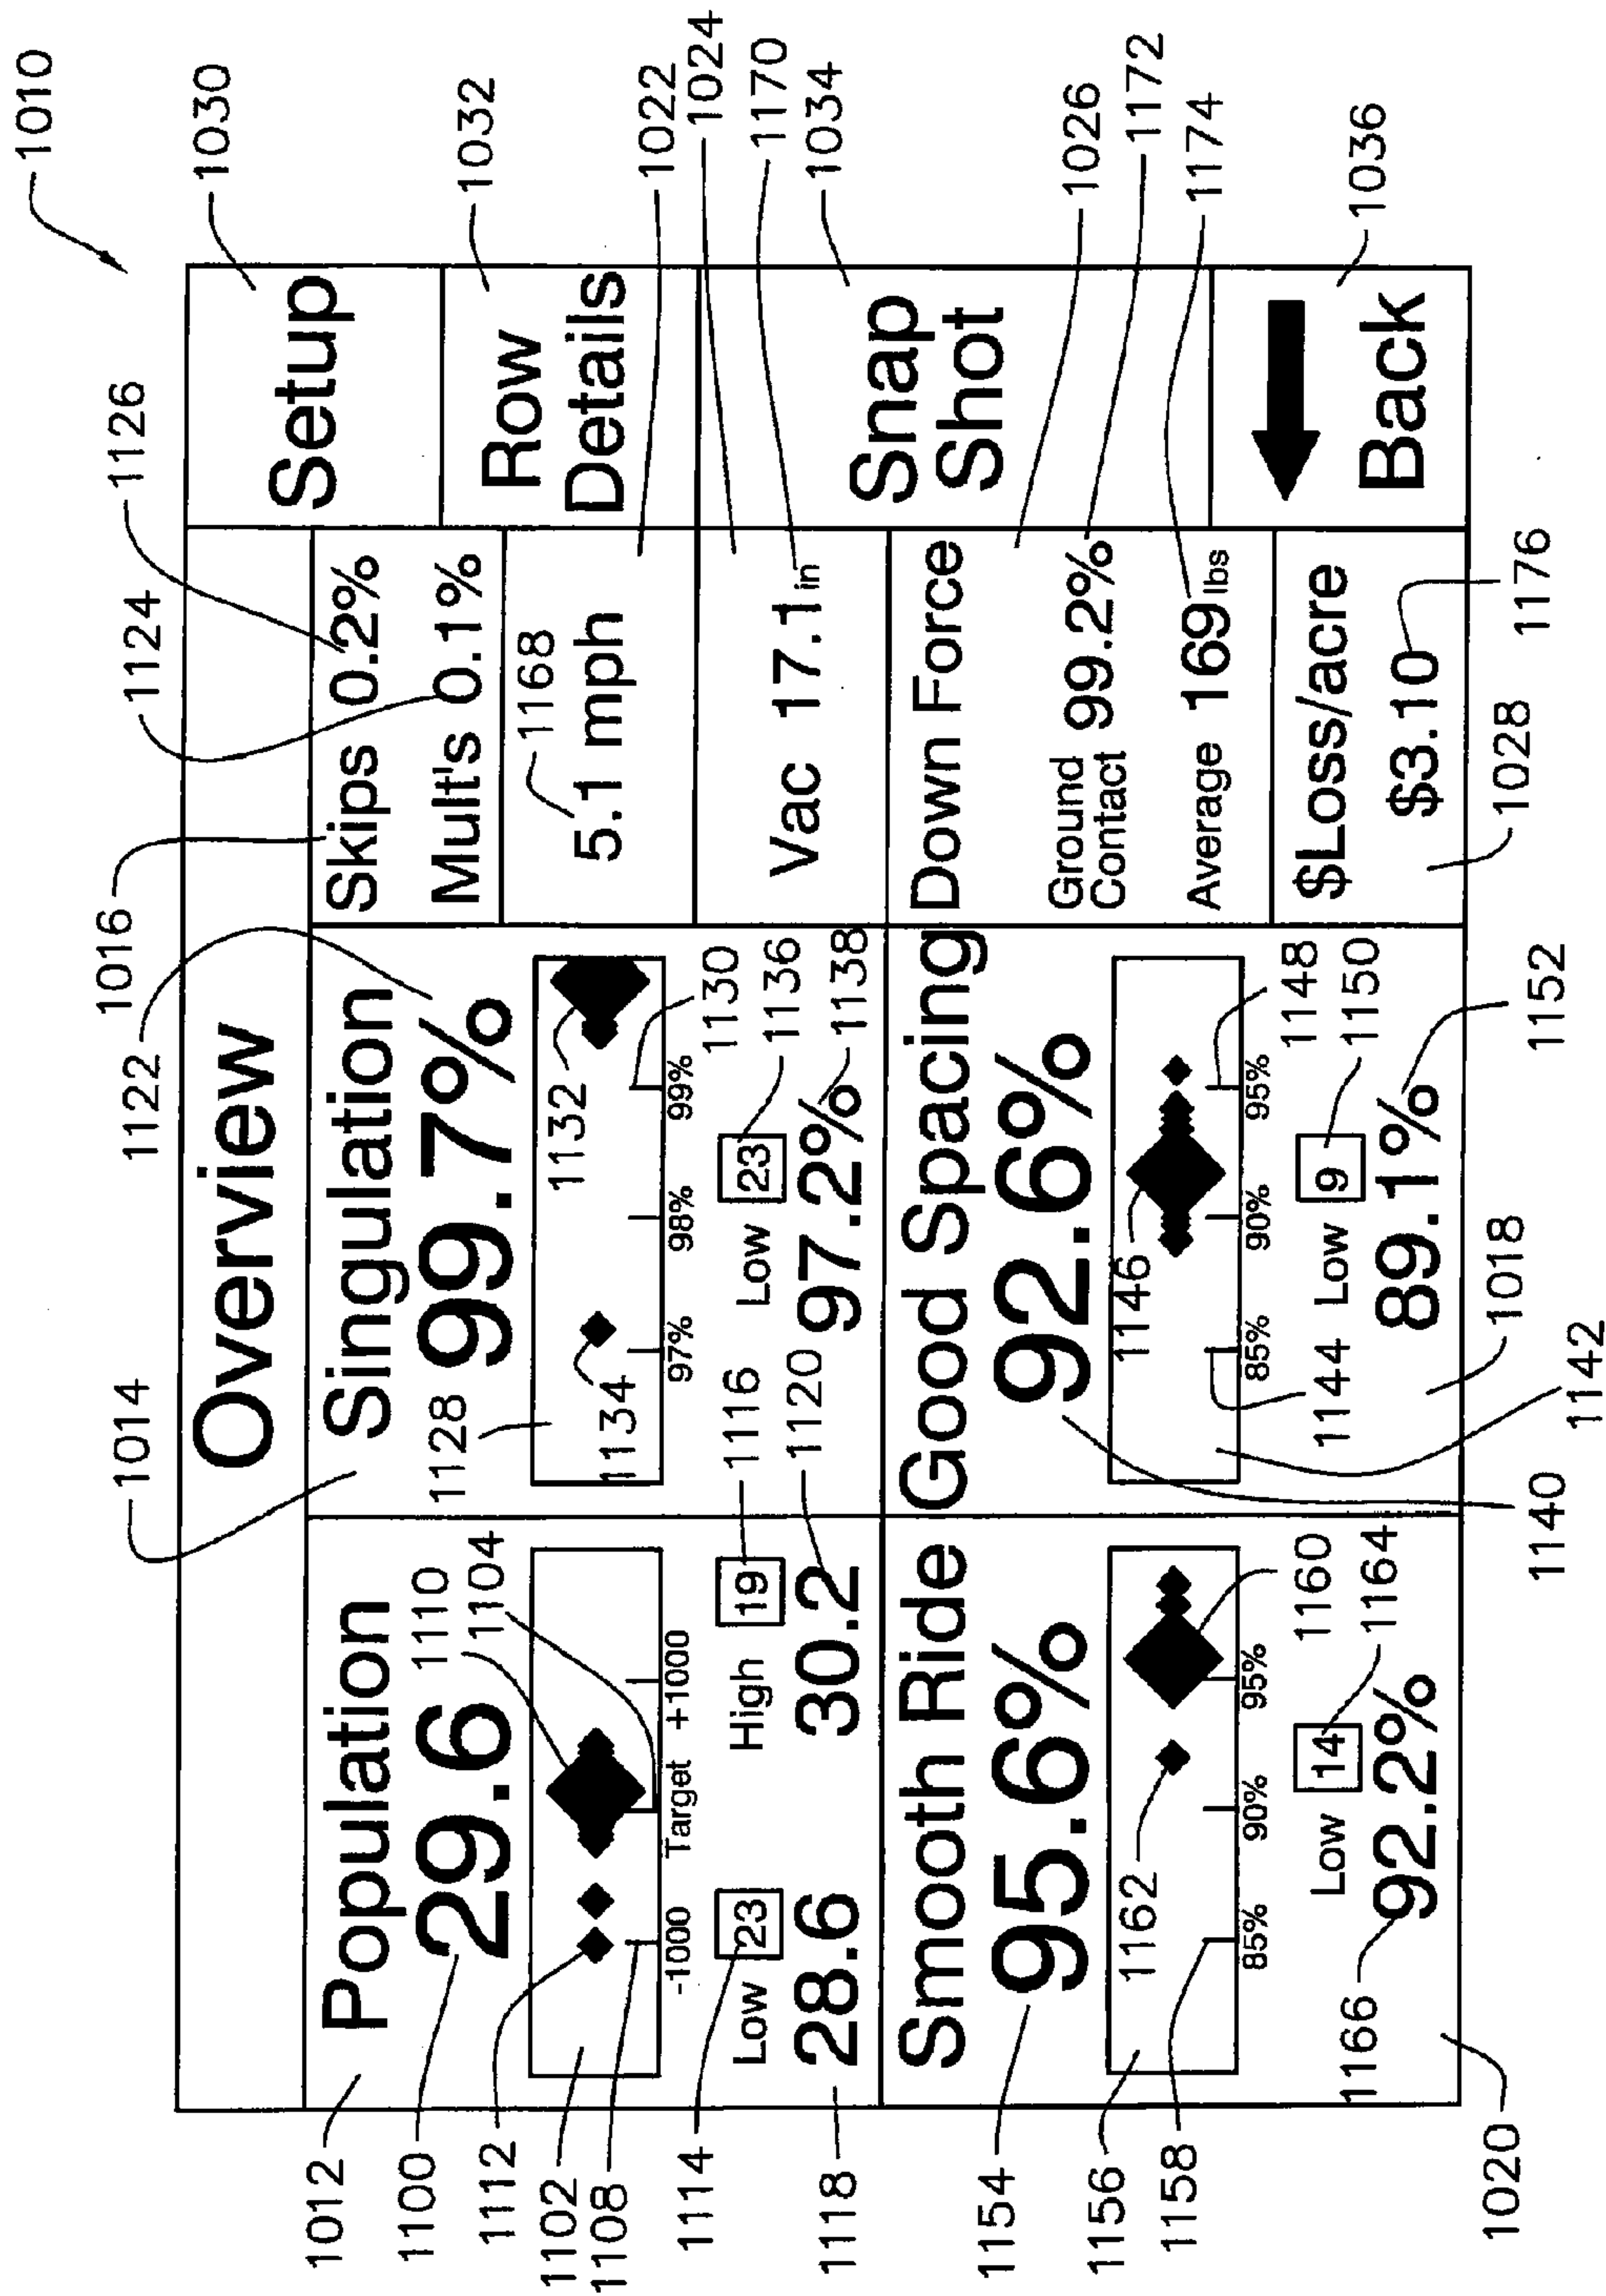 1010
1014
1122
1016
1124
1126
1030
Overview
Setup
1012
Population
Singulation
Skips 0.2%
Mult's 0.1%
1032
1100
29.6
1110
1104
1128
99.7%
Row
Details
1112
1102
1108
1134
1132
1168
5.1 mph
1022
-1000 Target +1000
97% 98% 99%
1130
1024
1114
Low 23
High 19
1116
Low 23
1136
Vac 17.1 in
1170
1118
28.6
30.2
1120
97.2%
1138
Snap
Shot
1034
Smooth Ride
Good Spacing
Down Force
1154
95.6%
92.6%
Ground
Contact 99.2%
1026
1156
1162
1146
1172
1158
Average 169 lbs
1174
85% 90% 95%
1160
85% 90% 95%
1148
Low 14
1164
1144
Low 9
1150
$Loss/acre
Back
1036
1166
92.2%
89.1%
1152
$3.10
1020
1140
1142
1018
1028
1176